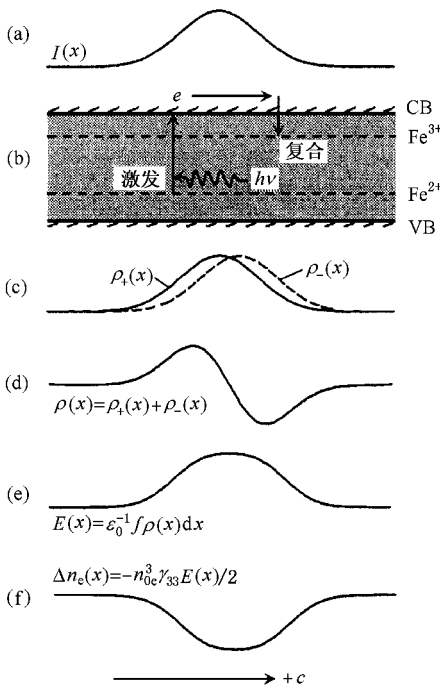 (a)
I(x)
(b)
e
CB
Fe³⁺
复合
激发
hν
Fe²⁺
VB
(c)
ρ₊(x)
ρ₋(x)
(d)
ρ(x)=ρ₊(x)+ρ₋(x)
(e)
E(x)=ε₀⁻¹∫ρ(x)dx
Δnₑ(x)=-n₀ₑ³γ₃₃E(x)/2
(f)
+c